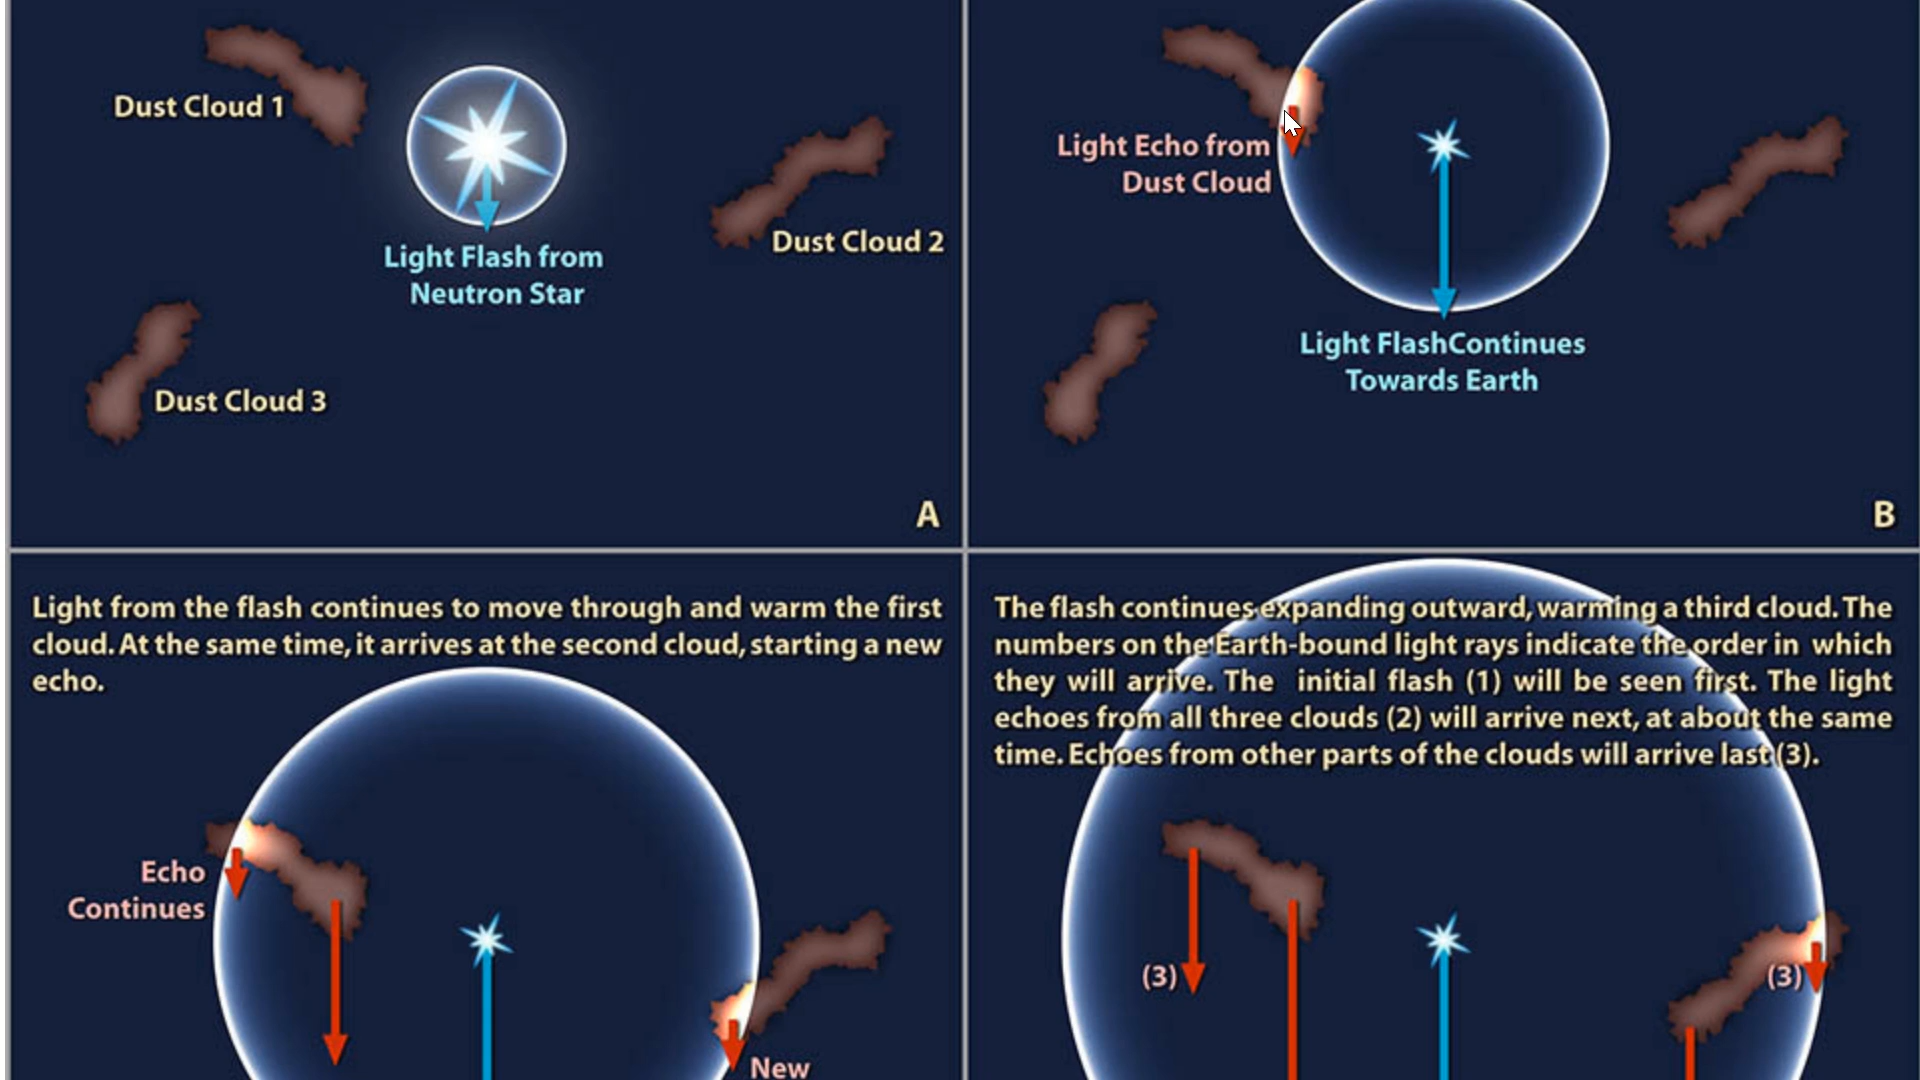 Dust Cloud 1
Dust Cloud 2
Light Flash from
Neutron Star
Dust Cloud 3
A
Light Echo from
Dust Cloud
Light FlashContinues
Towards Earth
B
Light from the flash continues to move through and warm the first
cloud. At the same time, it arrives at the second cloud, starting a new
echo.
Echo
Continues
New
The flash continues expanding outward, warming a third cloud. The
numbers on the Earth-bound light rays indicate the order in which
they will arrive. The initial flash (1) will be seen first. The light
echoes from all three clouds (2) will arrive next, at about the same
time. Echoes from other parts of the clouds will arrive last (3).
(3)
(3)